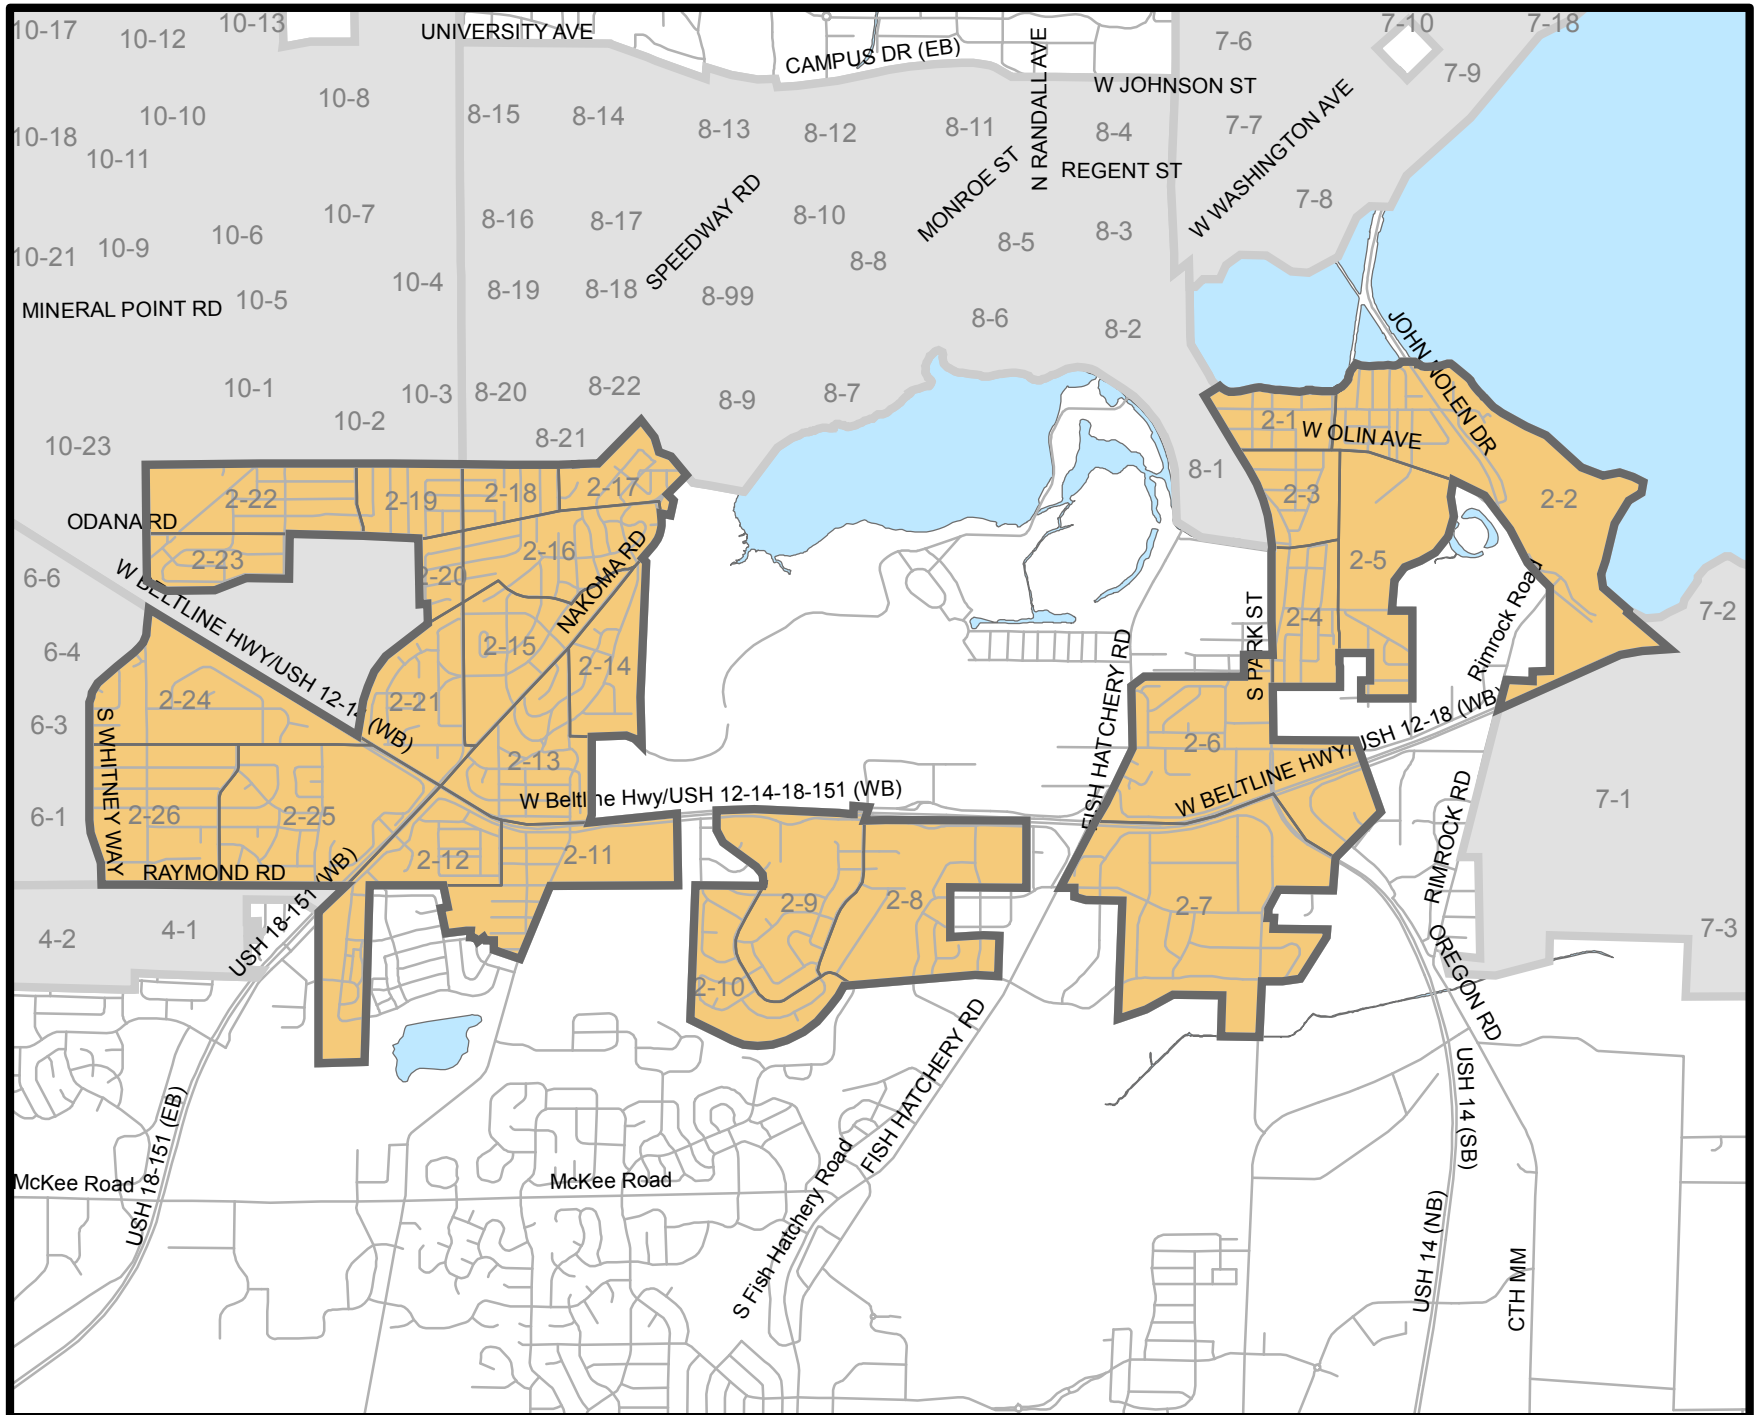 10-17
10-12
10-13
UNIVERSITY AVE
CAMPUS DR (EB)
N RANDALL AVE
7-6
7-10
7-18
7-9
10-18
10-10
10-11
10-8
8-15
8-14
8-13
8-12
8-11
W JOHNSON ST
8-4
7-7
W WASHINGTON AVE
REGENT ST
MONROE ST
SPEEDWAY RD
7-8
10-21
10-9
10-6
10-7
8-16
8-17
8-10
8-8
8-5
8-3
MINERAL POINT RD
10-5
10-4
8-19
8-18
8-99
8-6
8-2
JOHN NOLEN DR
10-1
10-3
10-2
8-20
8-22
8-9
8-7
10-23
8-21
8-1
2-1
W OLIN AVE
2-22
2-19
2-18
2-17
2-3
2-2
ODANA RD
2-23
2-20
2-16
NAKOMA RD
2-5
6-6
W BELTLINE HWY/USH 12-14 (WB)
2-15
2-14
2-4
S PARK ST
Rimrock Road
7-2
6-4
2-24
2-21
FISH HATCHERY RD
6-3
S WHITNEY WAY
2-13
2-6
W BELTLINE HWY/USH 12-18 (WB)
W Beltline Hwy/USH 12-14-18-151 (WB)
6-1
2-26
2-25
2-12
2-11
RIMROCK RD
7-1
RAYMOND RD
2-9
2-8
2-7
4-2
4-1
USH 18-151 (WB)
2-10
OREGON RD
7-3
FISH HATCHERY RD
USH 18-151 (EB)
McKee Road
McKee Road
S Fish Hatchery Road
USH 14 (SB)
USH 14 (NB)
CTH MM